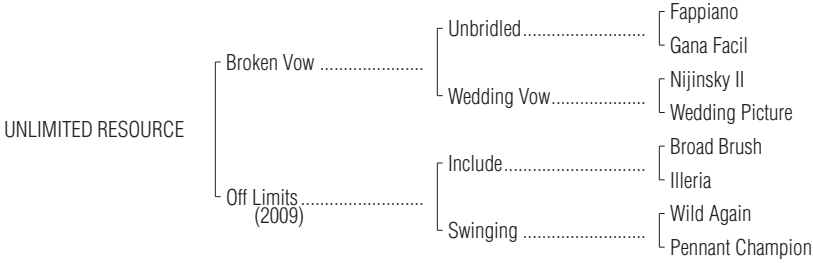 Fappiano
Unbridled..........................
Gana Facil
Broken Vow ......................
Nijinsky II
Wedding Vow....................
Wedding Picture
UNLIMITED RESOURCE
Broad Brush
Include..............................
Illeria
Off Limits..........................
(2009)
Wild Again
Swinging ..........................
Pennant Champion